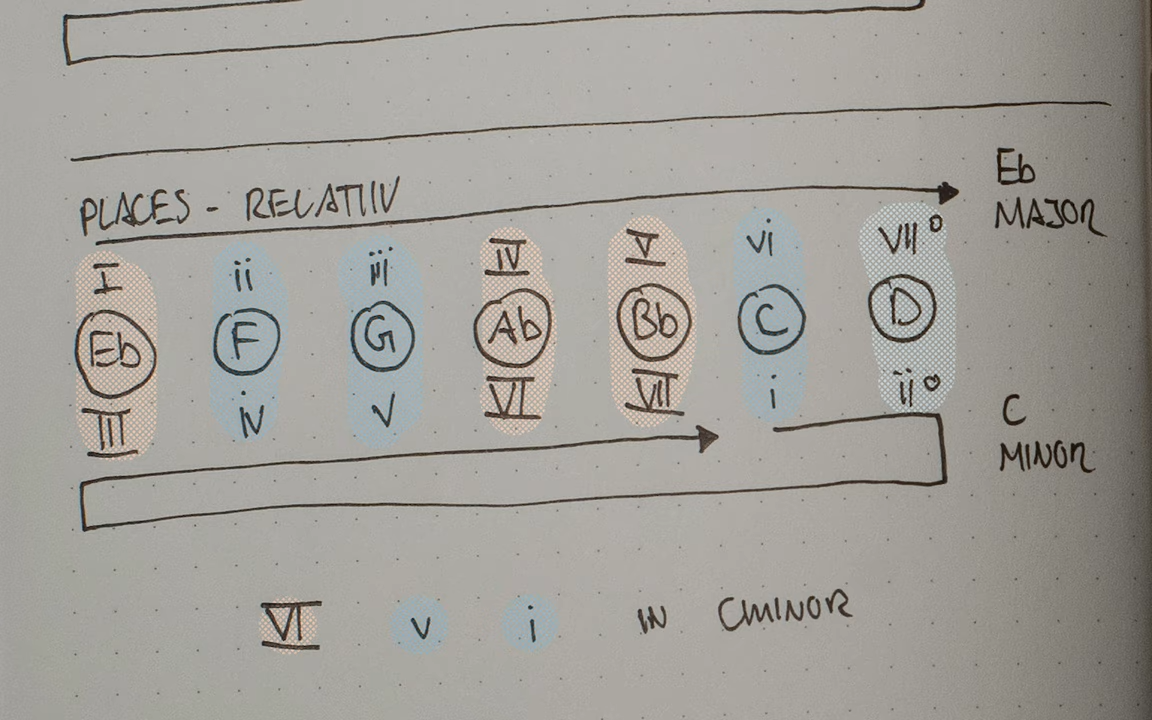 Eb
MAJOR
PLACES - RELATIIV
I ii iii IV V vi VII°
Eb F G Ab Bb C D
III iv v VI VII i ii°
C
MINOR
VI v i IN CMINOR